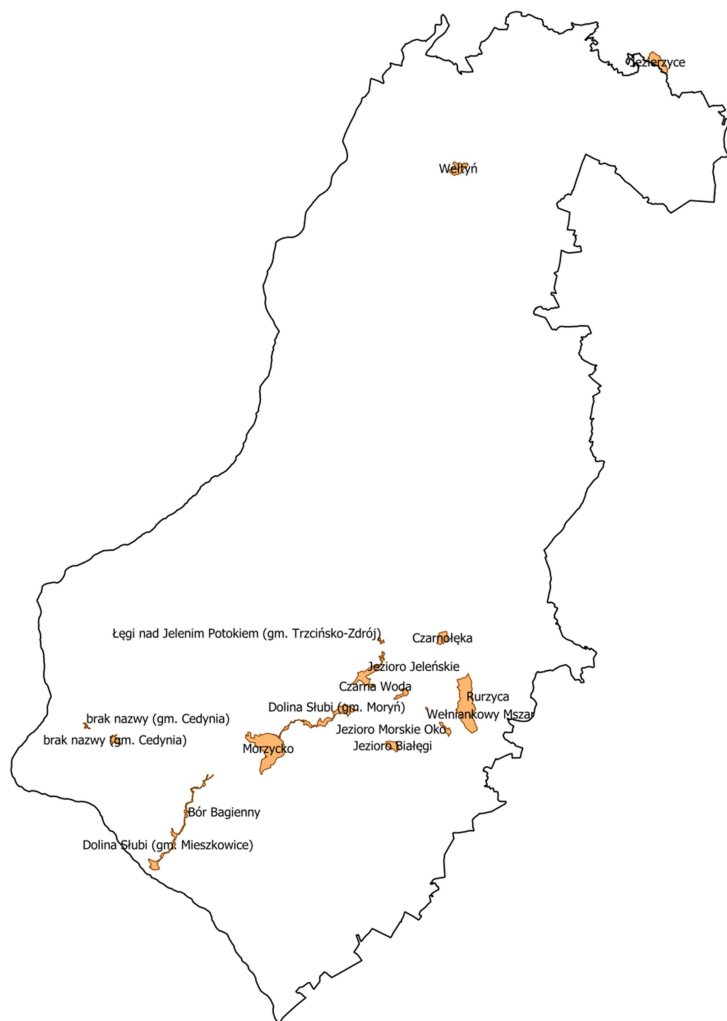 Jezierzyce
Wełtyń
Łęgi nad Jelenim Potokiem (gm. Trzcińsko-Zdrój)
Czarnołęka
Jezioro Jeleńskie
Czarna Woda
Rurzyca
Dolina Słubi (gm. Moryń)
Wełniankowy Mszar
brak nazwy (gm. Cedynia)
Jezioro Morskie Oko
brak nazwy (gm. Cedynia)
Jezioro Białęgi
Morzycko
Bór Bagienny
Dolina Słubi (gm. Mieszkowice)